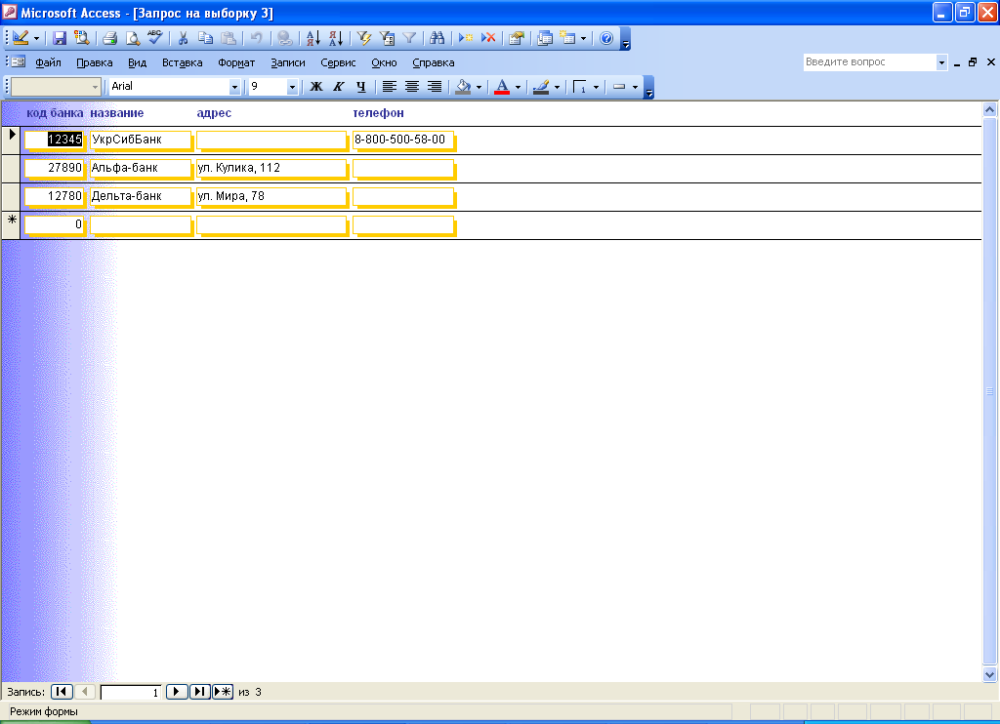 Microsoft Access - [Запрос на выборку 3]
Файл Правка Вид Вставка Формат Записи Сервис Окно Справка Введите вопрос
Arial 9 Ж К Ч
код банка название адрес телефон
12345 УкрСибБанк 8-800-500-58-00
27890 Альфа-банк ул. Кулика, 112
12780 Дельта-банк ул. Мира, 78
0
Запись: 1 из 3
Режим формы